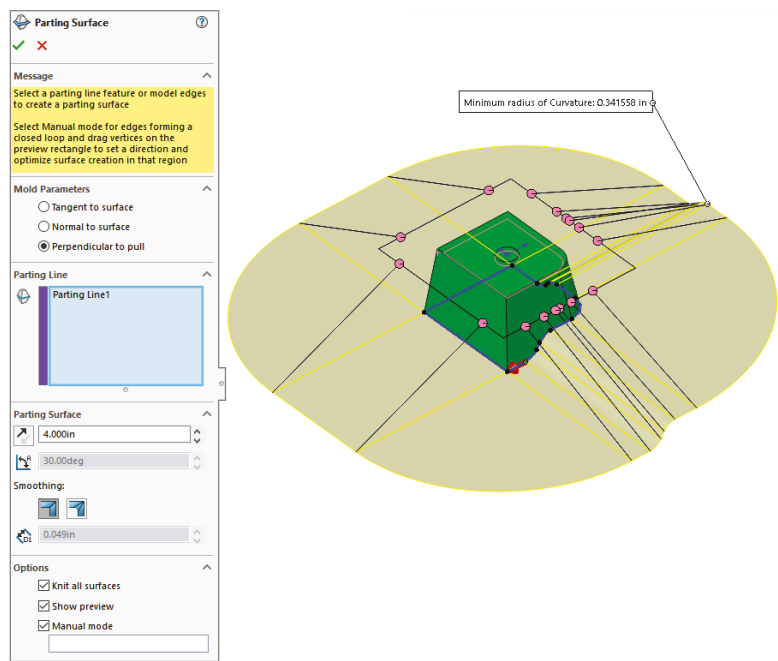 Parting Surface
?
Message
Select a parting line feature or model edges
to create a parting surface
Select Manual mode for edges forming a
closed loop and drag vertices on the
preview rectangle to set a direction and
optimize surface creation in that region
Mold Parameters
Tangent to surface
Normal to surface
Perpendicular to pull
Parting Line
Parting Line1
Parting Surface
4.000in
A
30.00deg
Smoothing:
D1
0.049in
Options
Knit all surfaces
Show preview
Manual mode
Minimum radius of Curvature: 0.341558 in